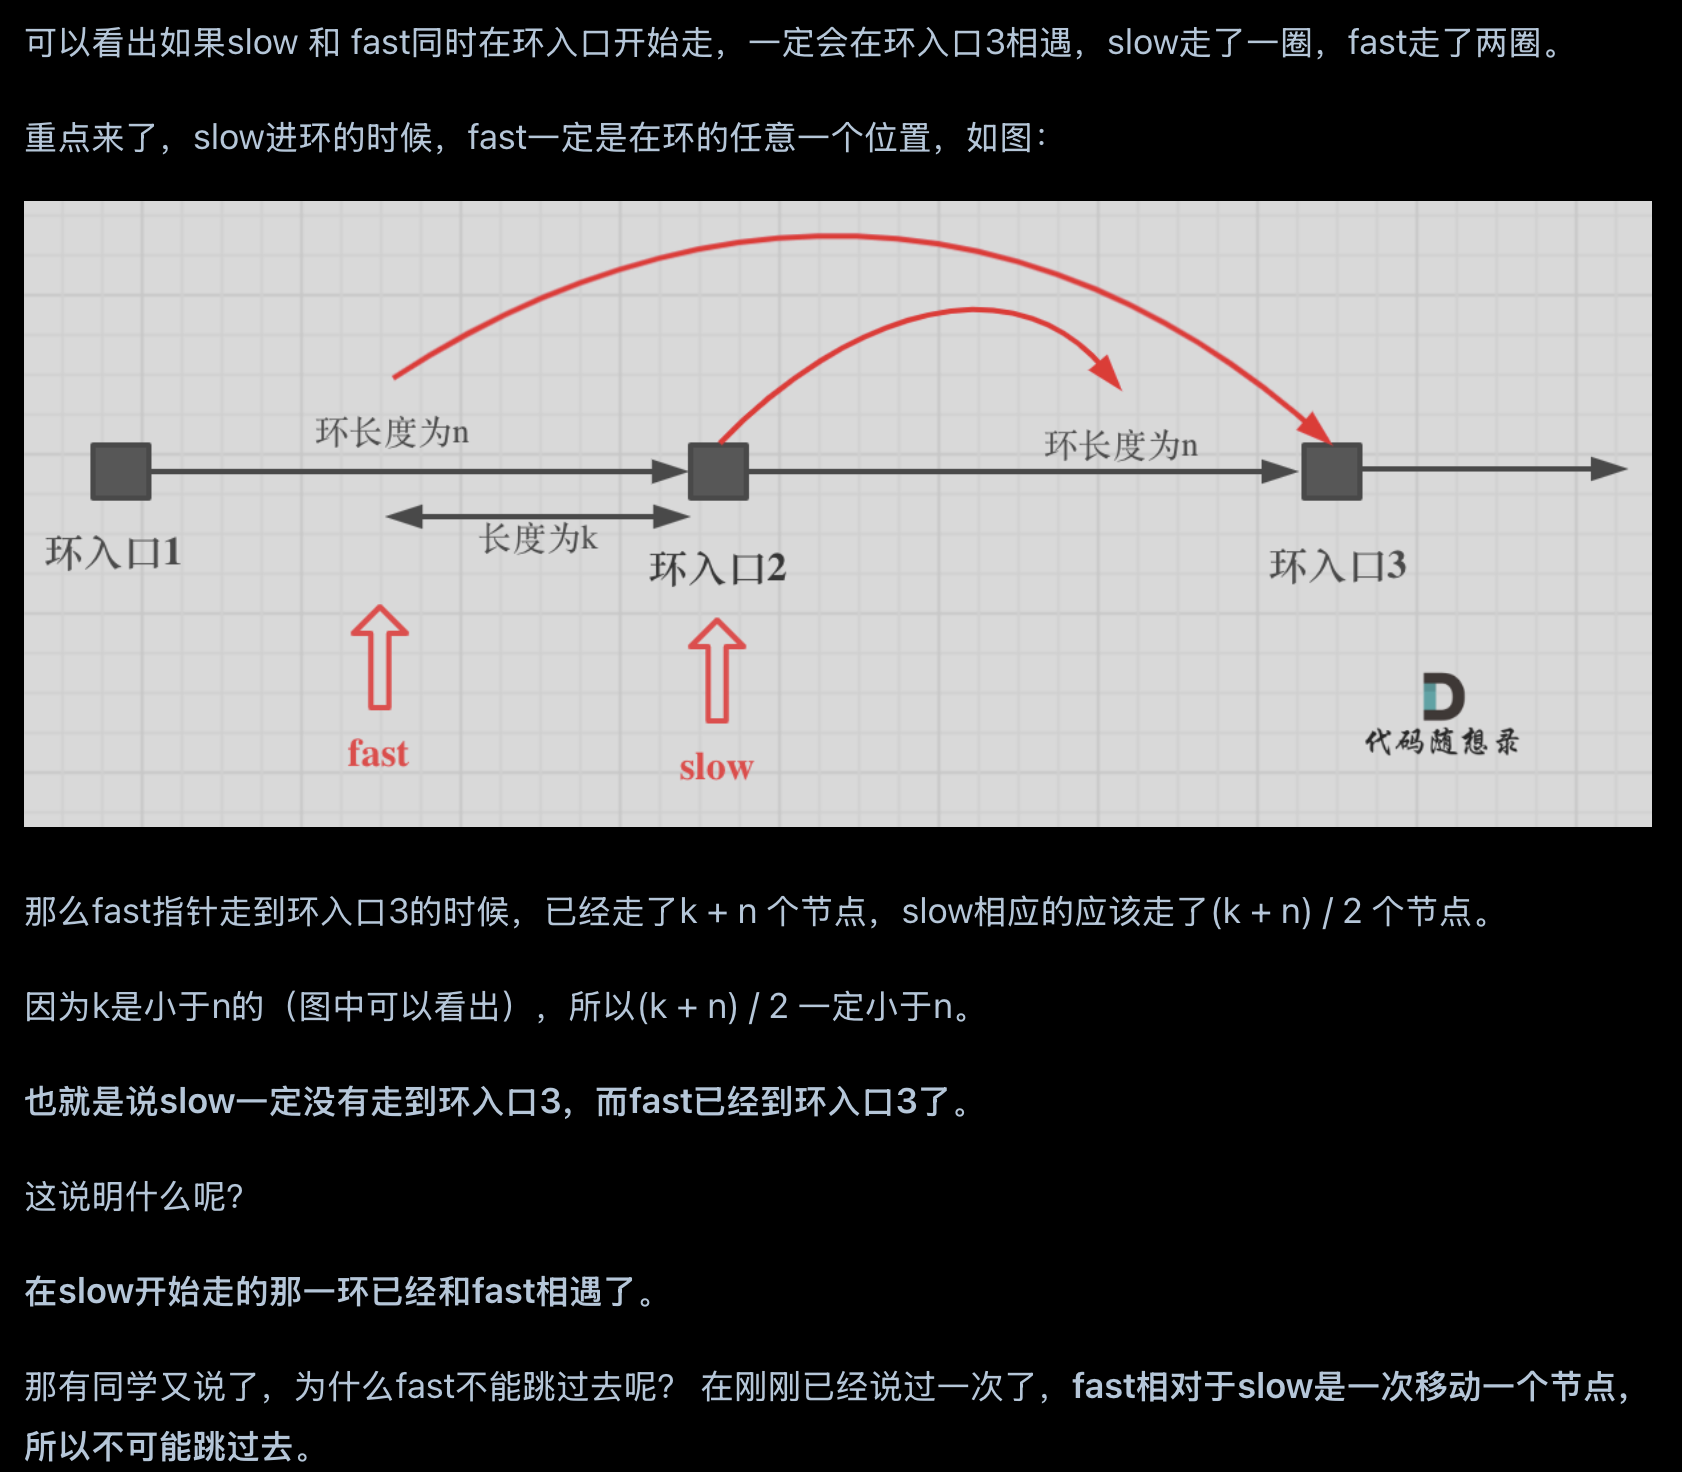 可以看出如果slow 和 fast同时在环入口开始走，一定会在环入口3相遇，slow走了一圈，fast走了两圈。
重点来了，slow进环的时候，fast一定是在环的任意一个位置，如图：
环长度为n
环长度为n
长度为k
环入口1
环入口2
环入口3
fast
slow
代码随想录
那么fast指针走到环入口3的时候，已经走了k + n 个节点，slow相应的应该走了(k + n) / 2 个节点。
因为k是小于n的（图中可以看出），所以(k + n) / 2 一定小于n。
也就是说slow一定没有走到环入口3，而fast已经到环入口3了。
这说明什么呢？
在slow开始走的那一环已经和fast相遇了。
那有同学又说了，为什么fast不能跳过去呢？ 在刚刚已经说过一次了，fast相对于slow是一次移动一个节点，
所以不可能跳过去。